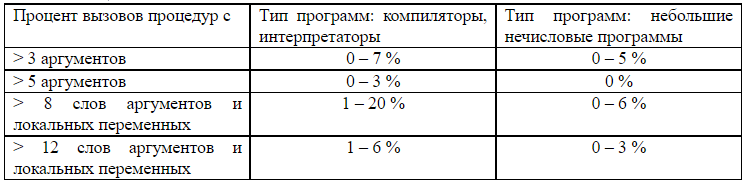 Процент вызовов процедур с
Тип программ: компиляторы,
интерпретаторы
Тип программ: небольшие
нечисловые программы
> 3 аргументов
0 – 7 %
0 – 5 %
> 5 аргументов
0 – 3 %
0 %
> 8 слов аргументов и
локальных переменных
1 – 20 %
0 – 6 %
> 12 слов аргументов и
локальных переменных
1 – 6 %
0 – 3 %